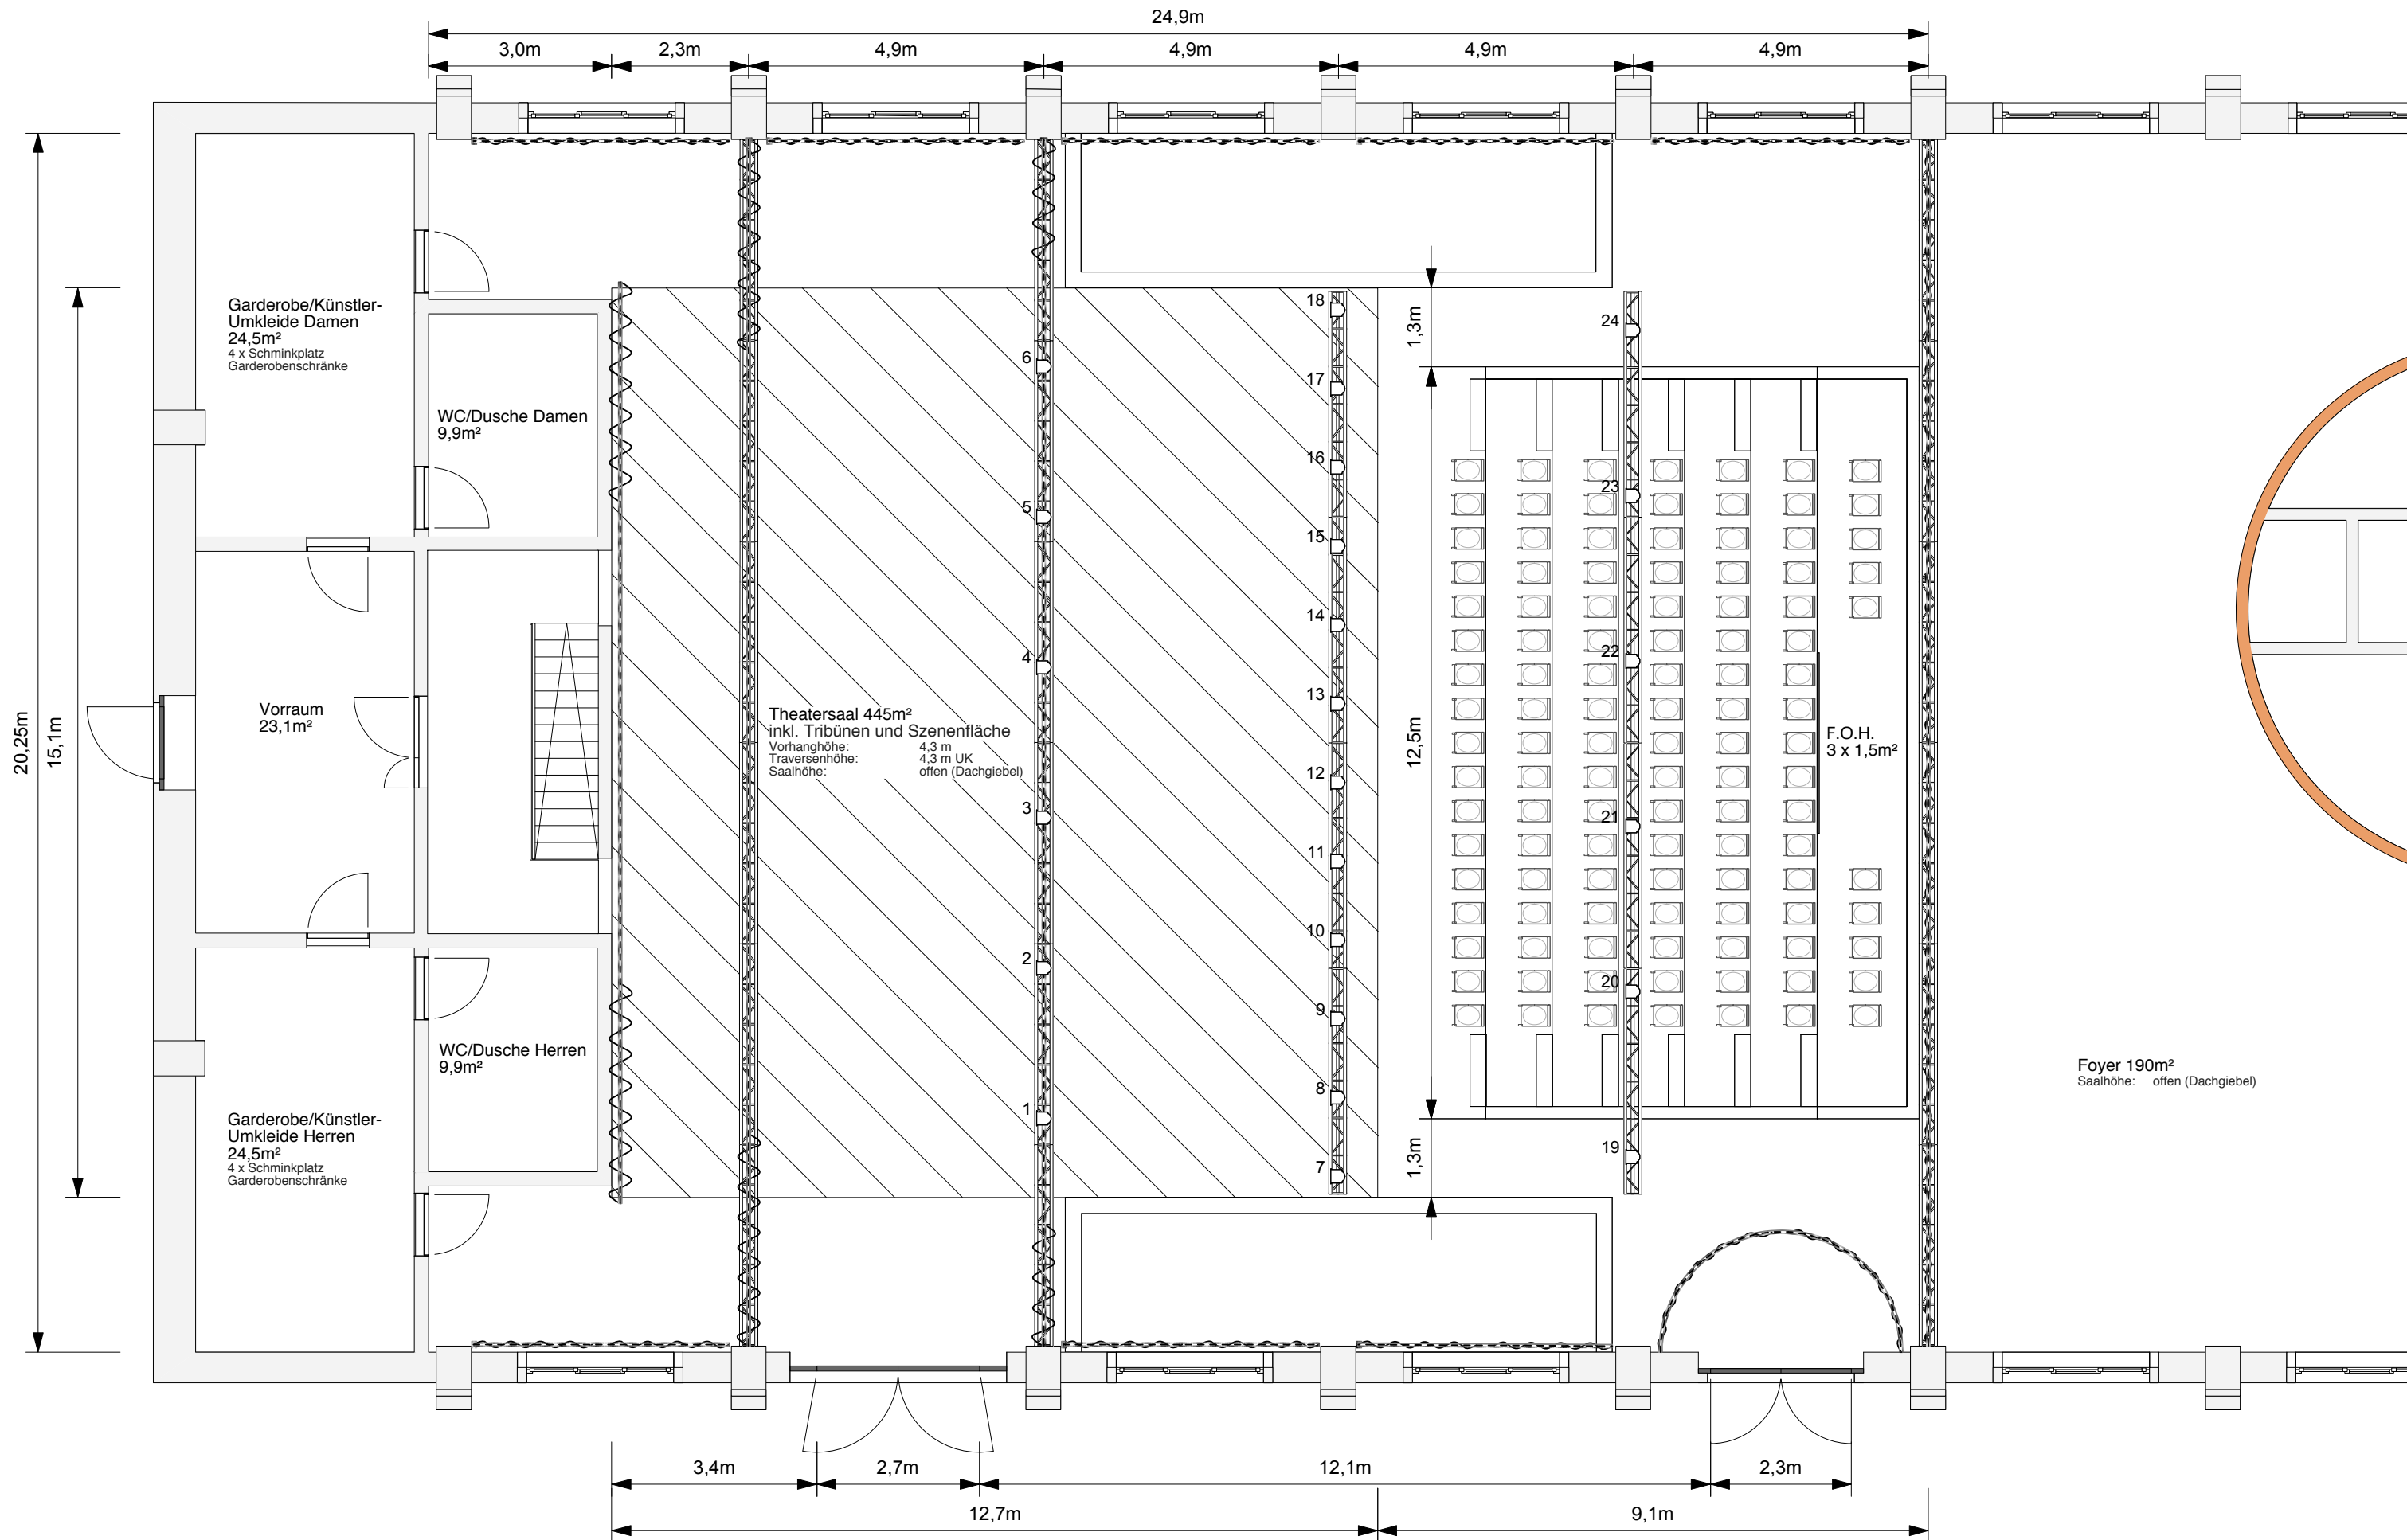 24,9m
3,0m
2,3m
4,9m
4,9m
4,9m
4,9m
20,25m
15,1m
Garderobe/Künstler-
Umkleide Damen
24,5m²
4 x Schminkplatz
Garderobenschränke
WC/Dusche Damen
9,9m²
Vorraum
23,1m²
WC/Dusche Herren
9,9m²
Garderobe/Künstler-
Umkleide Herren
24,5m²
4 x Schminkplatz
Garderobenschränke
Theatersaal 445m²
inkl. Tribünen und Szenenfläche
Vorhanghöhe: 4,3 m
Traversenhöhe: 4,3 m UK
Saalhöhe: offen (Dachgiebel)
6
5
4
3
2
1
18
17
16
15
14
13
12
11
10
9
8
7
1,3m
12,5m
1,3m
24
23
22
21
20
19
F.O.H.
3 x 1,5m²
Foyer 190m²
Saalhöhe: offen (Dachgiebel)
3,4m
2,7m
12,1m
2,3m
12,7m
9,1m